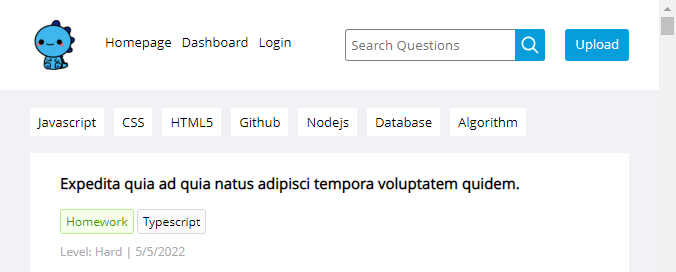 Homepage Dashboard Login Search Questions Upload
Javascript CSS HTML5 Github Nodejs Database Algorithm
Expedita quia ad quia natus adipisci tempora voluptatem quidem.
Homework Typescript
Level: Hard | 5/5/2022